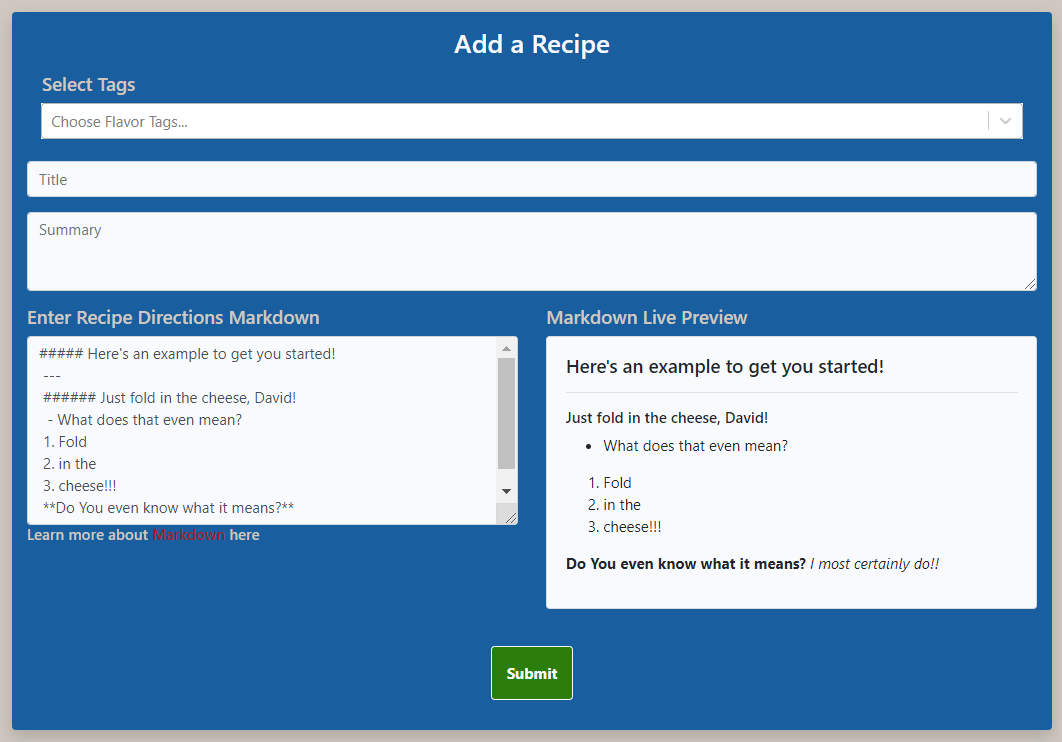 Add a Recipe
Select Tags
Choose Flavor Tags...
Title
Summary
Enter Recipe Directions Markdown
##### Here's an example to get you started!
---
###### Just fold in the cheese, David!
- What does that even mean?
1. Fold
2. in the
3. cheese!!!
**Do You even know what it means?**
Learn more about Markdown here
Markdown Live Preview
Here's an example to get you started!
Just fold in the cheese, David!
• What does that even mean?
1. Fold
2. in the
3. cheese!!!
Do You even know what it means? I most certainly do!!
Submit